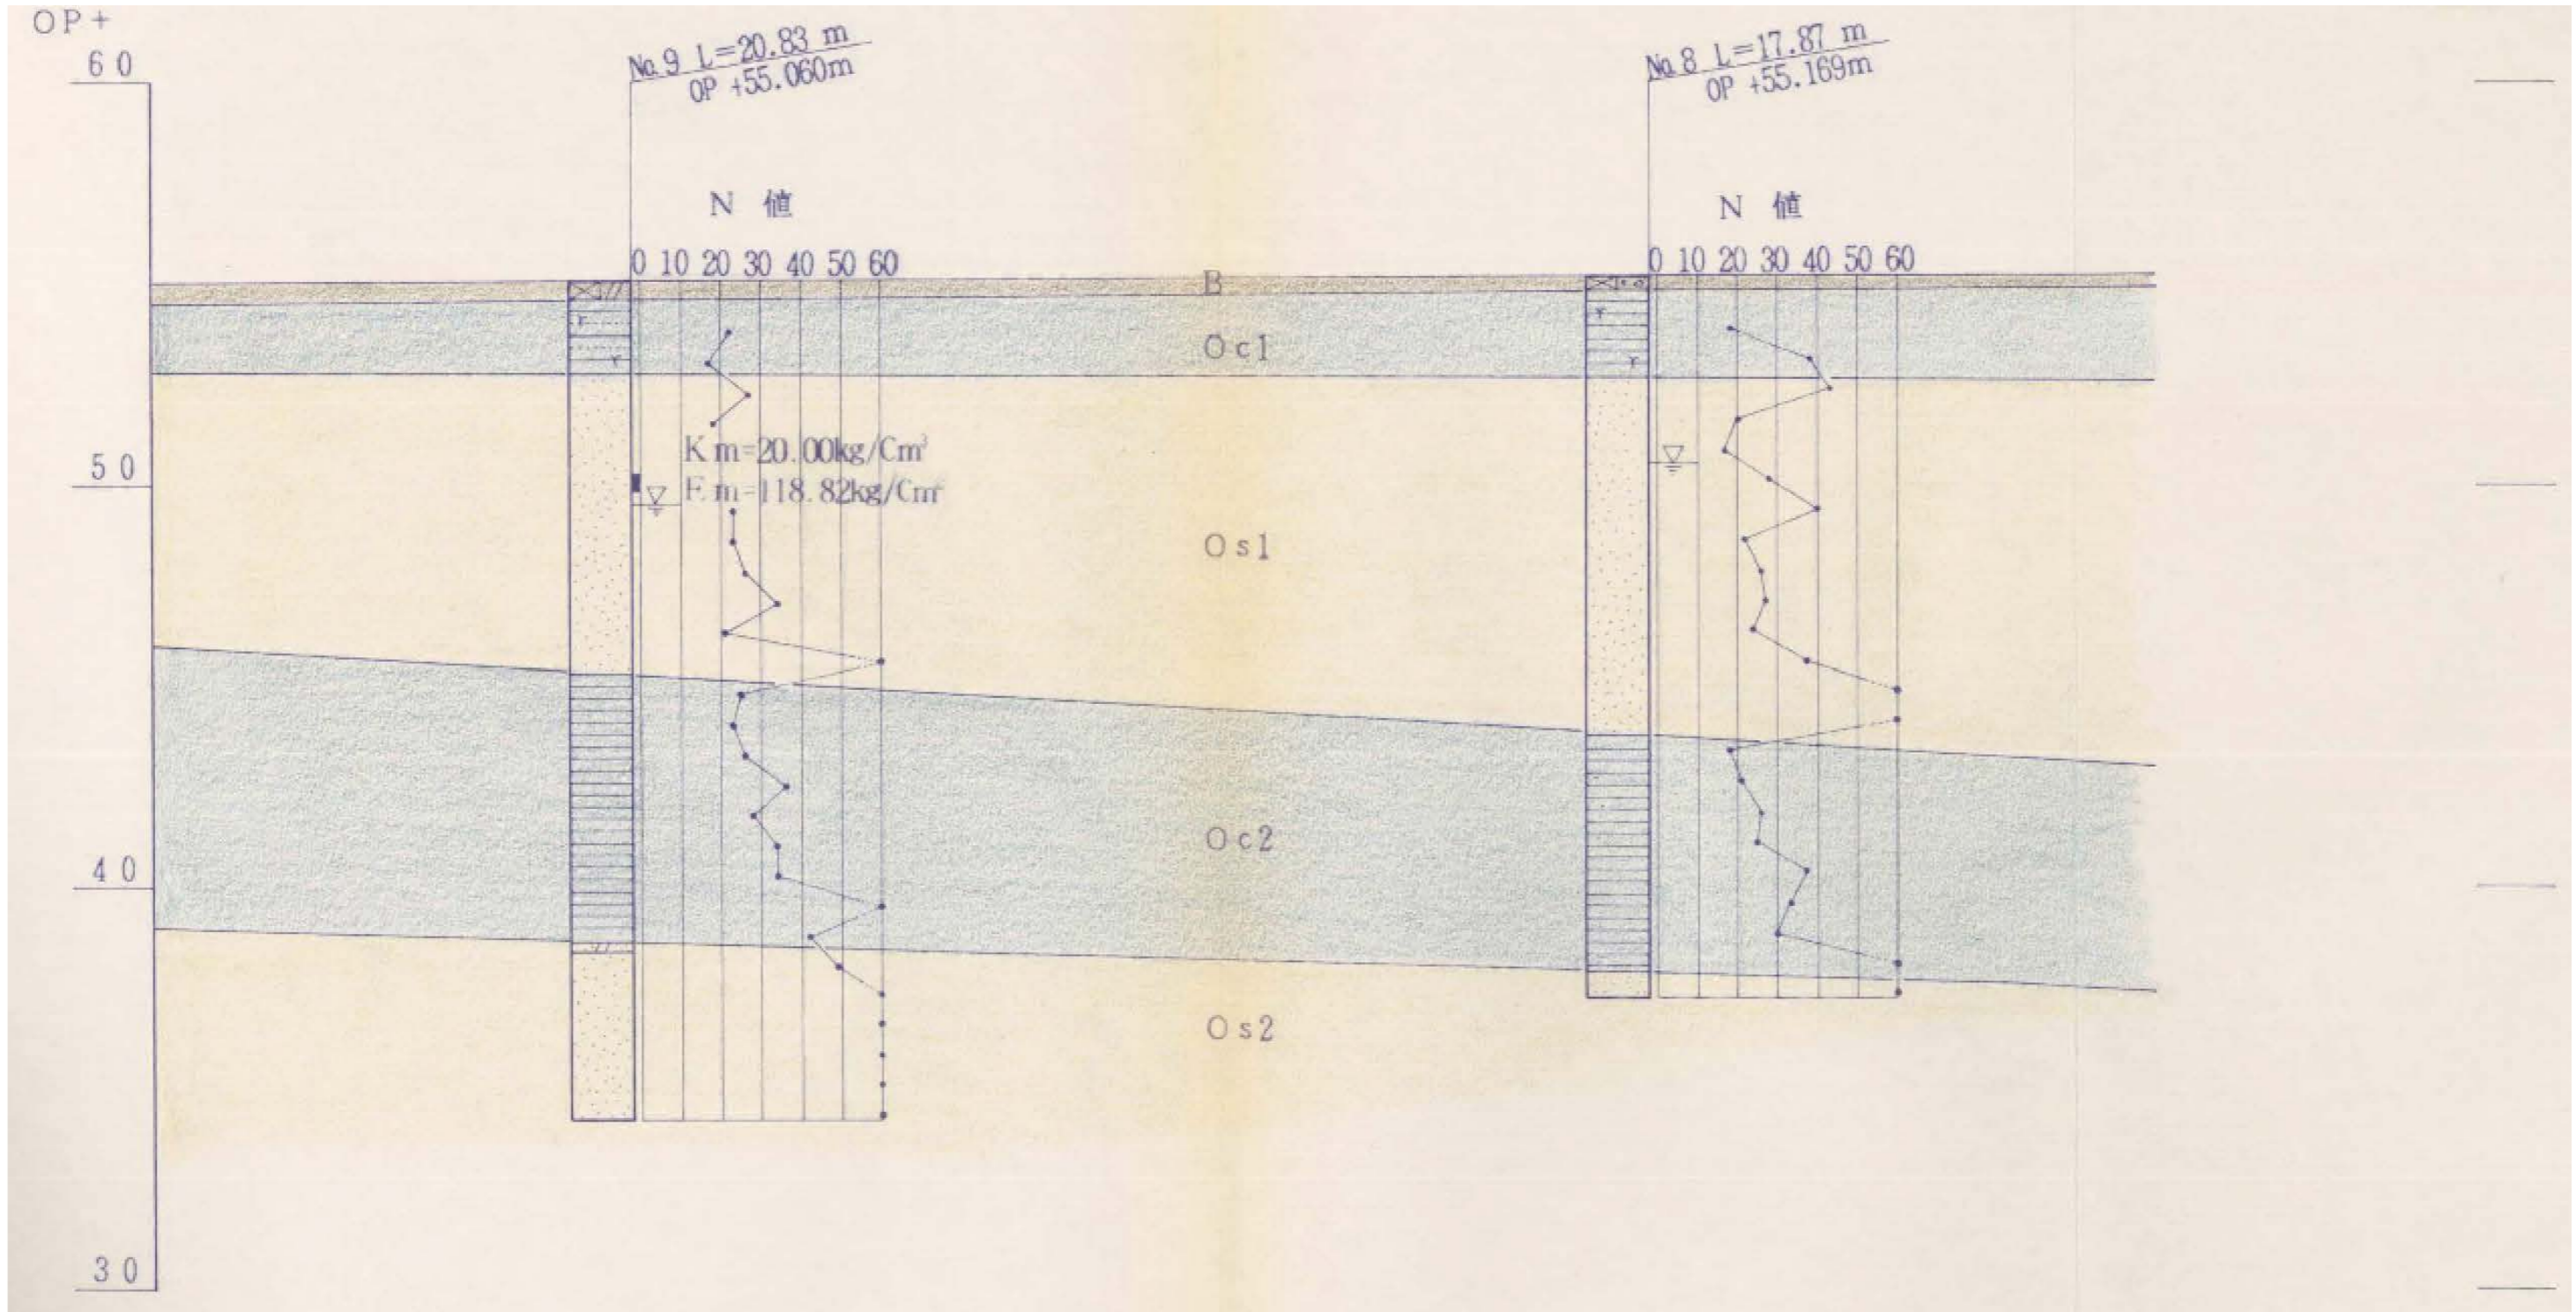 OP+
60
No.9 L=20.83 m
OP +55.060m
No.8 L=17.87 m
OP +55.169m
N 値
N 値
0 10 20 30 40 50 60
0 10 20 30 40 50 60
B
Oc1
Km=20.00kg/Cm³
50
Em=118.82kg/Cm²
Os1
Oc2
40
Os2
30